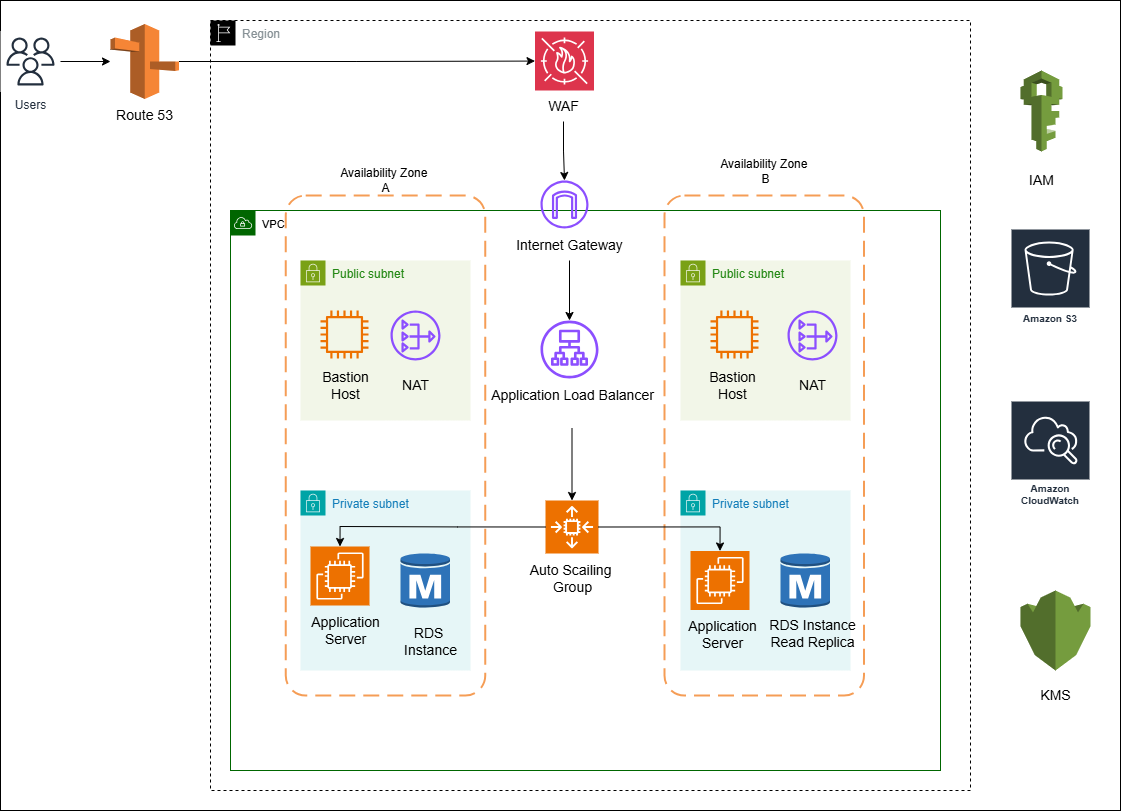 Region
Users
Route 53
WAF
Availability Zone
A
Availability Zone
B
IAM
VPC
Internet Gateway
Public subnet
Public subnet
Amazon S3
Bastion
Host
NAT
Application Load Balancer
Bastion
Host
NAT
Private subnet
Private subnet
Amazon
CloudWatch
Auto Scailing
Group
Application
Server
M
RDS
Instance
Application
Server
M
RDS Instance
Read Replica
KMS